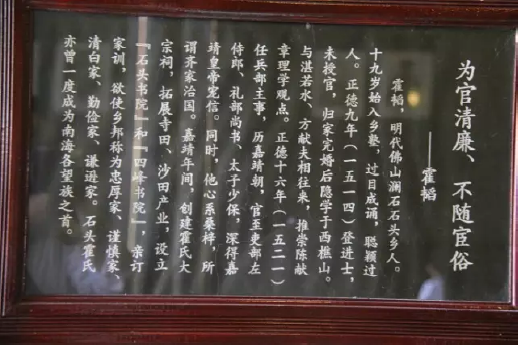 为官清廉、不随宦俗
——霍韬
霍韬，明代佛山澜石石头乡人。
十九岁始入乡塾，过目成诵，聪颖过
人。正德九年（一五一四）登进士，
未授官，归家完婚后隐学于西樵山。
与湛若水、方献夫相往来，推崇陈献
章理学观点。正德十六年（一五二一）
任兵部主事，历嘉靖朝，官至吏部左
侍郎、礼部尚书、太子少保，深得嘉
靖皇帝宠信。同时，他心系桑梓，所
谓齐家治国。嘉靖年间，创建霍氏大
宗祠，拓展寺田、沙田产业，设立
『石头书院』和『四峰书院』，亲订
家训，欲使乡邦称为忠厚家、谨慎家、
清白家、勤俭家、谦逊家。石头霍氏
亦曾一度成为南海各望族之首。